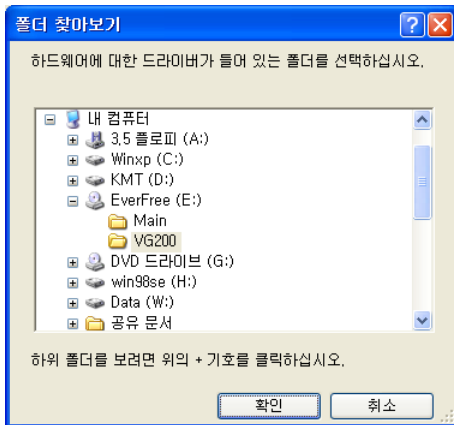 폴더 찾아보기
하드웨어에 대한 드라이버가 들어 있는 폴더를 선택하십시오.
내 컴퓨터
3,5 플로피 (A:)
Winxp (C:)
KMT (D:)
EverFree (E:)
Main
VG200
DVD 드라이브 (G:)
win98se (H:)
Data (W:)
공유 문서
하위 폴더를 보려면 위의 + 기호를 클릭하십시오.
확인 취소